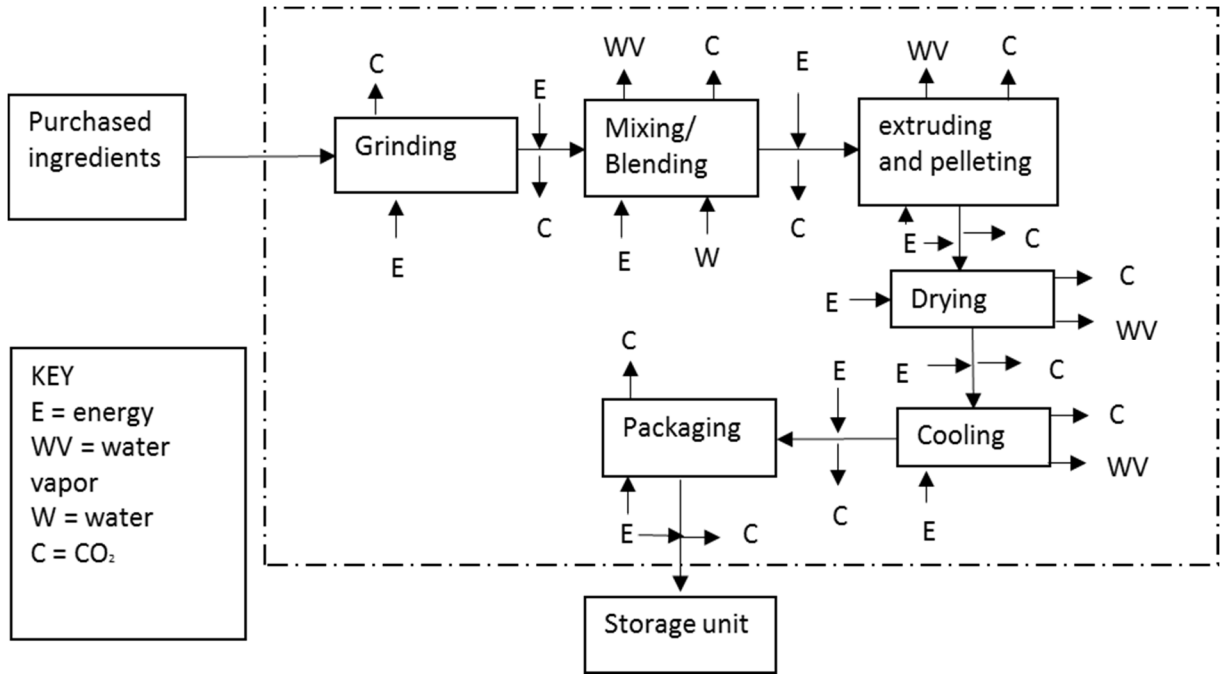 Purchased
ingredients
C
Grinding
E
E
C
WV
C
Mixing/
Blending
E
W
E
C
WV
C
extruding
and pelleting
E
C
E
Drying
C
WV
E
C
Cooling
C
WV
E
E
C
C
Packaging
E
C
Storage unit
KEY
E = energy
WV = water
vapor
W = water
C = CO₂